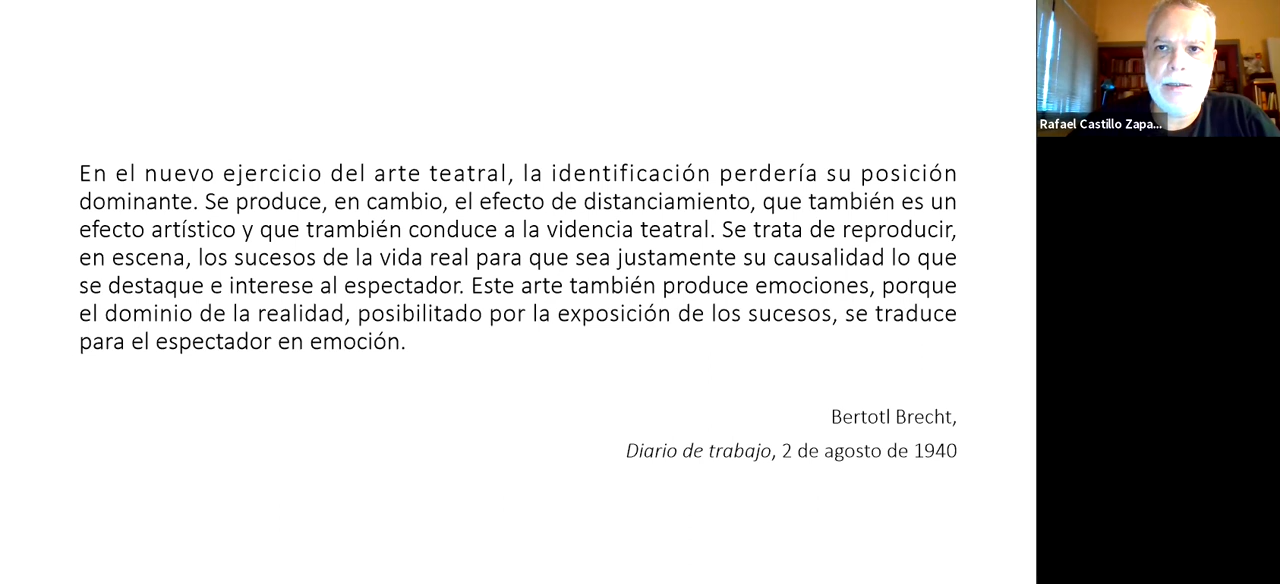 En el nuevo ejercicio del arte teatral, la identificación perdería su posición
dominante. Se produce, en cambio, el efecto de distanciamiento, que también es un
efecto artístico y que trambién conduce a la videncia teatral. Se trata de reproducir,
en escena, los sucesos de la vida real para que sea justamente su causalidad lo que
se destaque e interese al espectador. Este arte también produce emociones, porque
el dominio de la realidad, posibilitado por la exposición de los sucesos, se traduce
para el espectador en emoción.
Bertotl Brecht,
Diario de trabajo, 2 de agosto de 1940
Rafael Castillo Zapa...